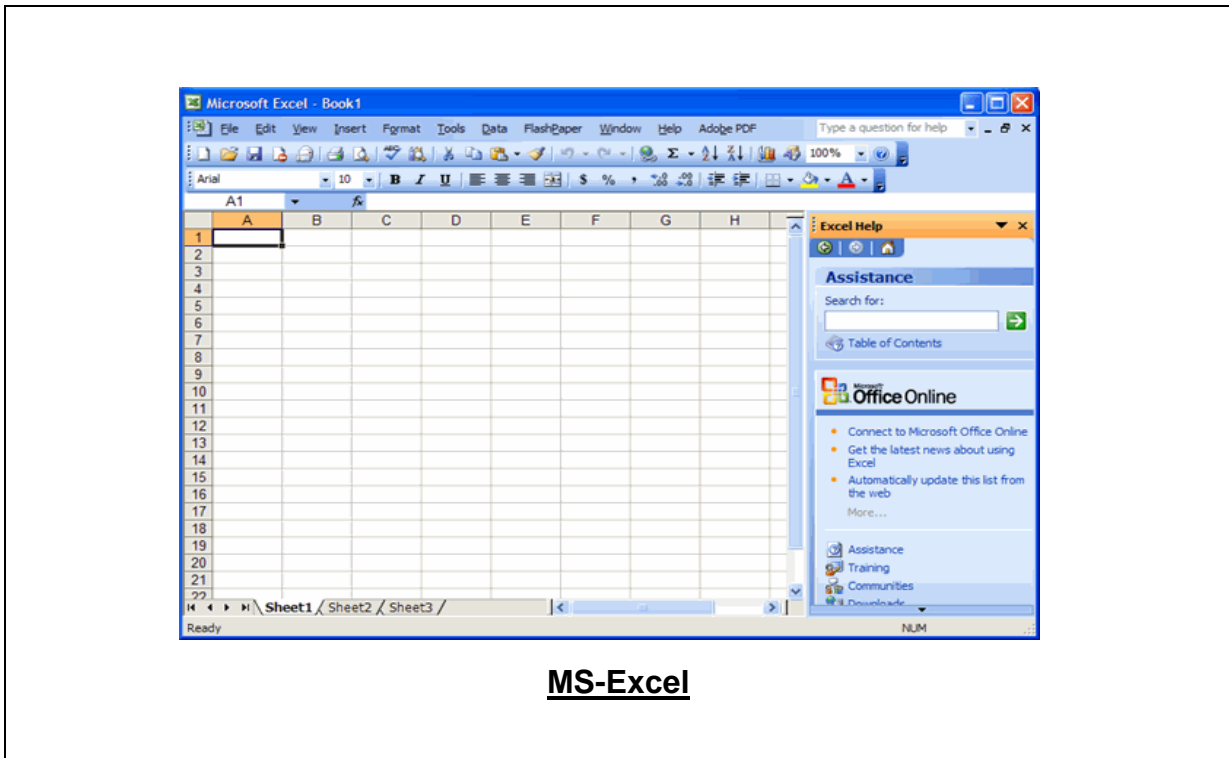 Microsoft Excel - Book1
File Edit View Insert Format Tools Data FlashPaper Window Help Adobe PDF Type a question for help
Σ 100%
Arial 10 B I U $ % , A
A1 fx
A B C D E F G H
1
2
3
4
5
6
7
8
9
10
11
12
13
14
15
16
17
18
19
20
21
22
Sheet1 Sheet2 Sheet3
Ready NUM
Excel Help
Assistance
Search for:
Table of Contents
Microsoft
Office Online
Connect to Microsoft Office Online
Get the latest news about using
Excel
Automatically update this list from
the web
More...
Assistance
Training
Communities
Downloads
MS-Excel